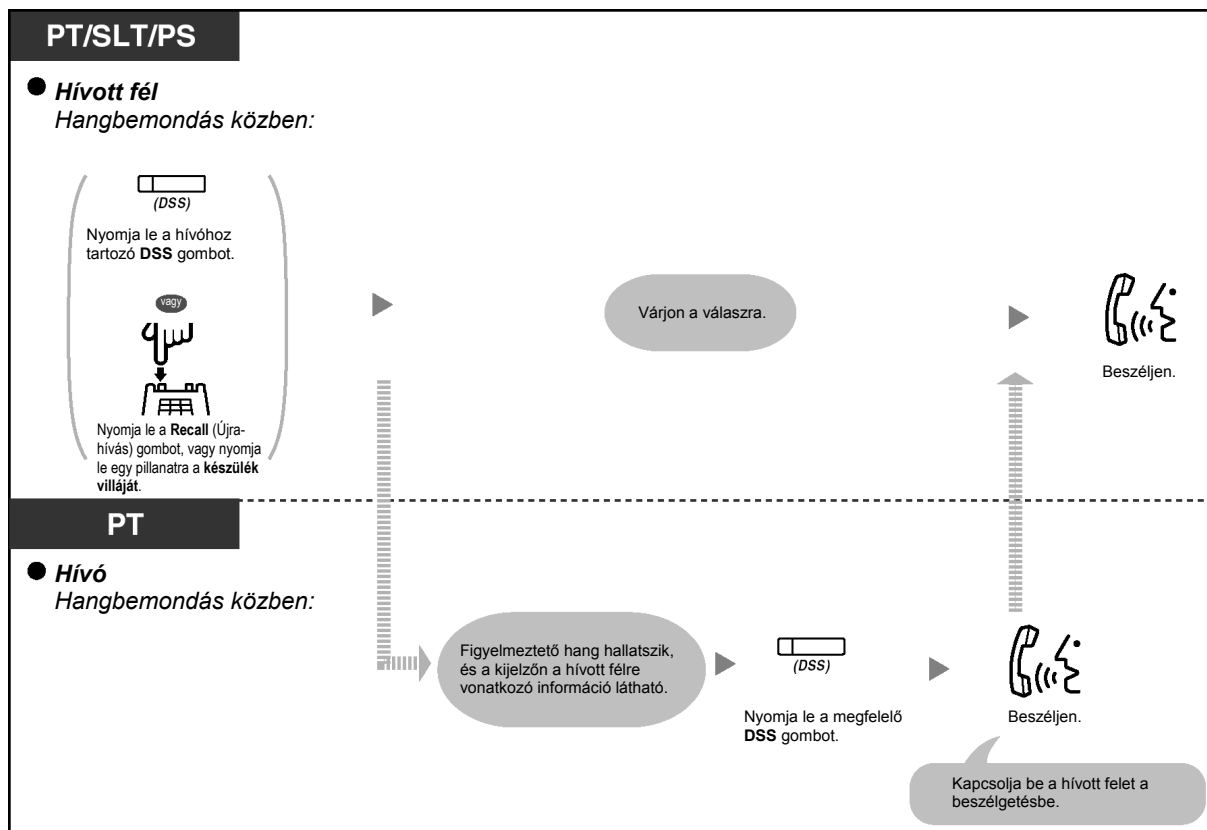 PT/SLT/PS
● Hívott fél
Hangbemondás közben:
(DSS)
Nyomja le a hívóhoz
tartozó DSS gombot.
vagy
Nyomja le a Recall (Újra-
hívás) gombot, vagy nyomja
le egy pillanatra a készülék
villáját.
Várjon a válaszra.
Beszéljen.
PT
● Hívó
Hangbemondás közben:
Figyelmeztető hang hallatszik,
és a kijelzőn a hívott félre
vonatkozó információ látható.
(DSS)
Nyomja le a megfelelő
DSS gombot.
Beszéljen.
Kapcsolja be a hívott felet a
beszélgetésbe.